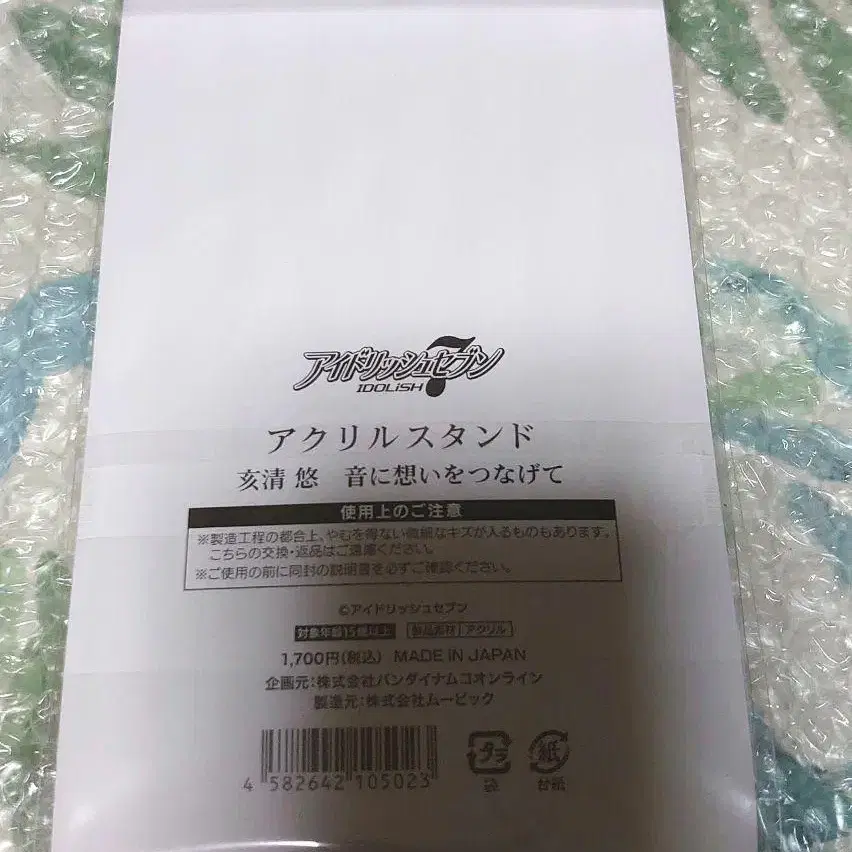 アイドリッシュセブン
7
IDOLiSH
アクリルスタンド
亥清 悠　音に想いをつなげて
使用上のご注意
※製造工程の都合上、やむを得ない微細なキズが入るものもあります。
こちらの交換・返品はご遠慮ください。
※ご使用の前に同封の説明書を必ずご確認ください。
©アイドリッシュセブン
対象年齢15歳以上 製品素材 アクリル
1,700円(税込) MADE IN JAPAN
企画元:株式会社バンダイナムコオンライン
製造元:株式会社ムービック
4 582642 105023
プラ 紙
袋 台紙